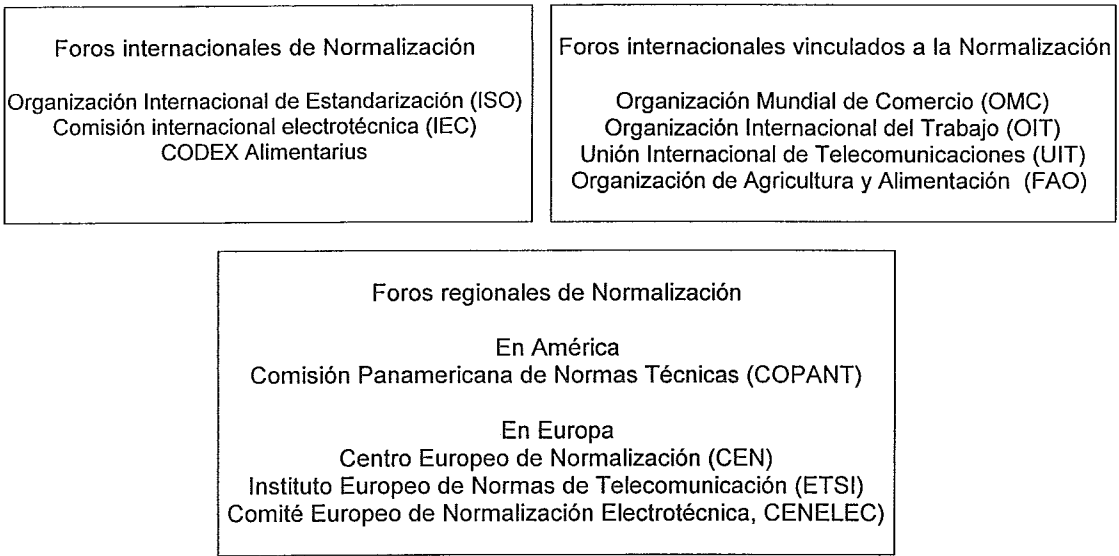 Foros internacionales de Normalización
Organización Internacional de Estandarización (ISO)
Comisión internacional electrotécnica (IEC)
CODEX Alimentarius
Foros internacionales vinculados a la Normalización
Organización Mundial de Comercio (OMC)
Organización Internacional del Trabajo (OIT)
Unión Internacional de Telecomunicaciones (UIT)
Organización de Agricultura y Alimentación (FAO)
Foros regionales de Normalización
En América
Comisión Panamericana de Normas Técnicas (COPANT)
En Europa
Centro Europeo de Normalización (CEN)
Instituto Europeo de Normas de Telecomunicación (ETSI)
Comité Europeo de Normalización Electrotécnica, CENELEC)